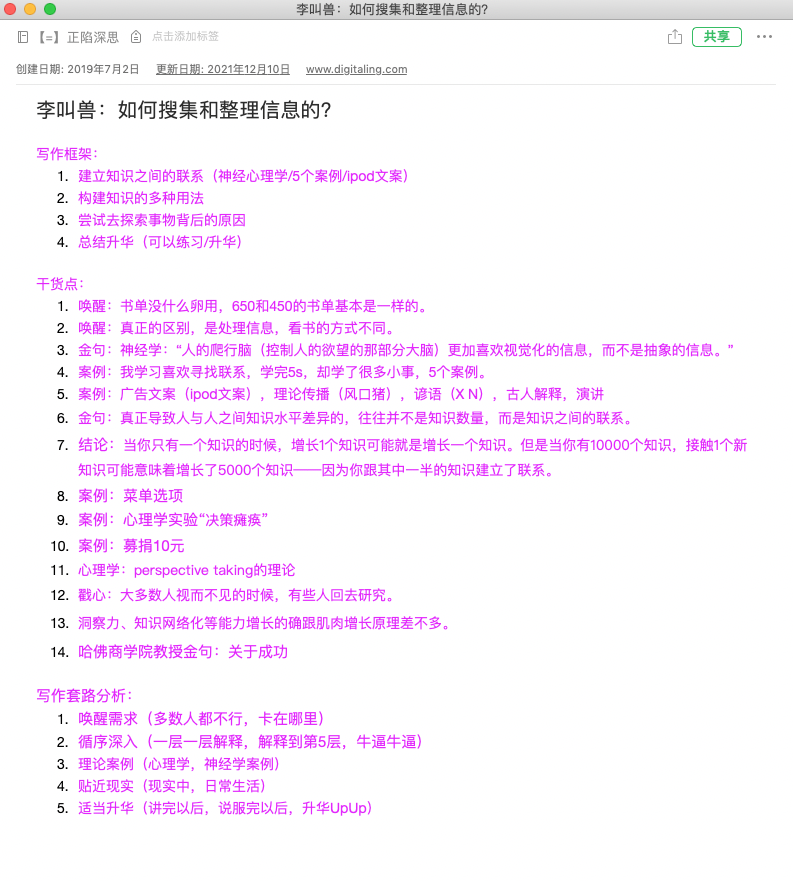 李叫兽：如何搜集和整理信息的?
【=】正陷深思 点击添加标签 共享
创建日期: 2019年7月2日 更新日期: 2021年12月10日 www.digitaling.com
李叫兽：如何搜集和整理信息的?
写作框架：
1. 建立知识之间的联系（神经心理学/5个案例/ipod文案）
2. 构建知识的多种用法
3. 尝试去探索事物背后的原因
4. 总结升华（可以练习/升华）
干货点：
1. 唤醒：书单没什么卵用，650和450的书单基本是一样的。
2. 唤醒：真正的区别，是处理信息，看书的方式不同。
3. 金句：神经学：“人的爬行脑（控制人的欲望的那部分大脑）更加喜欢视觉化的信息，而不是抽象的信息。”
4. 案例：我学习喜欢寻找联系，学完5s，却学了很多小事，5个案例。
5. 案例：广告文案（ipod文案），理论传播（风口猪），谚语（X N），古人解释，演讲
6. 金句：真正导致人与人之间知识水平差异的，往往并不是知识数量，而是知识之间的联系。
7. 结论：当你只有一个知识的时候，增长1个知识可能就是增长一个知识。但是当你有10000个知识，接触1个新
知识可能意味着增长了5000个知识——因为你跟其中一半的知识建立了联系。
8. 案例：菜单选项
9. 案例：心理学实验“决策瘫痪”
10. 案例：募捐10元
11. 心理学：perspective taking的理论
12. 戳心：大多数人视而不见的时候，有些人回去研究。
13. 洞察力、知识网络化等能力增长的确跟肌肉增长原理差不多。
14. 哈佛商学院教授金句：关于成功
写作套路分析：
1. 唤醒需求（多数人都不行，卡在哪里）
2. 循序深入（一层一层解释，解释到第5层，牛逼牛逼）
3. 理论案例（心理学，神经学案例）
4. 贴近现实（现实中，日常生活）
5. 适当升华（讲完以后，说服完以后，升华UpUp）